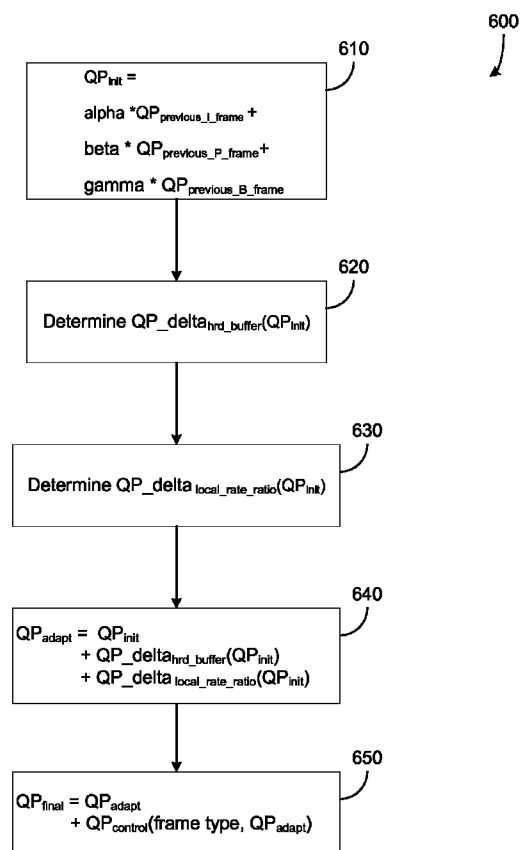 600
610
QPinit =
alpha *QPprevious_I_frame +
beta * QPprevious_P_frame+
gamma * QPprevious_B_frame
620
Determine QP_deltahrd_buffer(QPinit)
630
Determine QP_delta local_rate_ratio(QPinit)
640
QPadapt = QPinit
+ QP_deltahrd_buffer(QPinit)
+ QP_delta local_rate_ratio(QPinit)
650
QPfinal = QPadapt
+ QPcontrol(frame type, QPadapt)